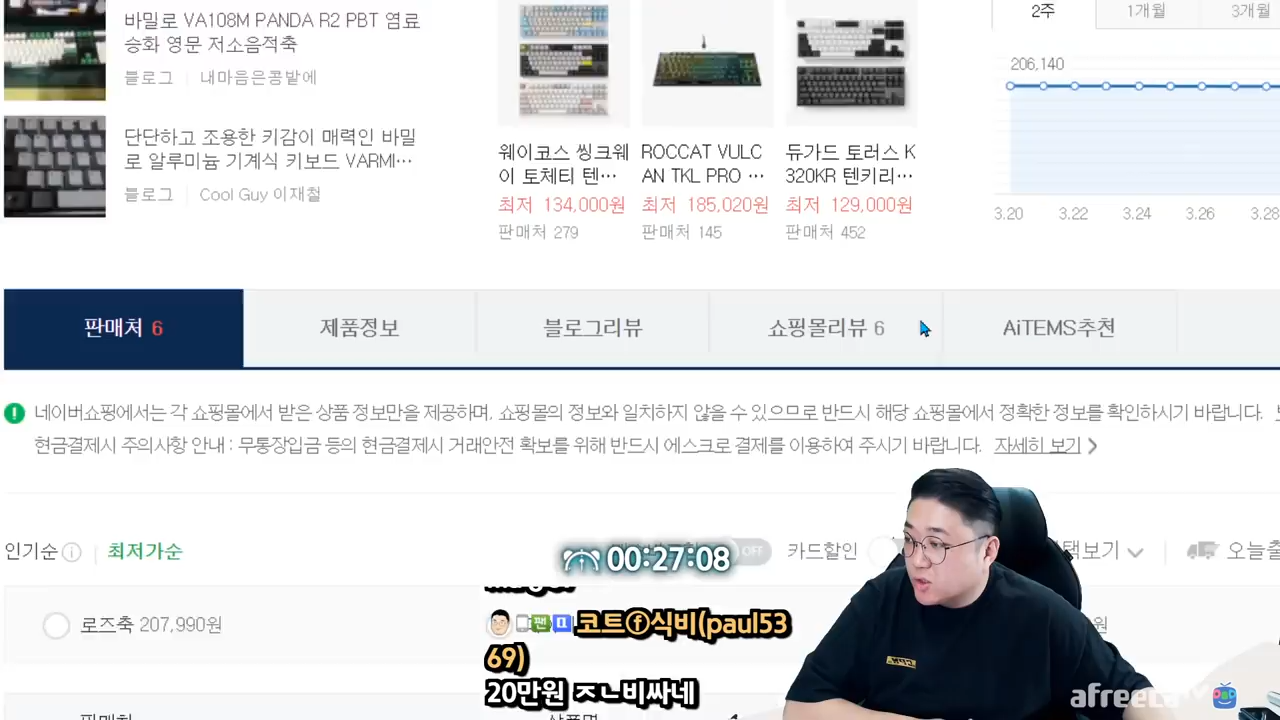 바밀로 VA108M PANDA R2 PBT 염료
승화 영문 저소음적축
블로그 내마음은콩밭에
단단하고 조용한 키감이 매력인 바밀
로 알루미늄 기계식 키보드 VARMI…
블로그 Cool Guy 이재철
웨이코스 씽크웨
이 토체티 텐…
최저 134,000원
판매처 279
ROCCAT VULC
AN TKL PRO …
최저 185,020원
판매처 145
듀가드 토러스 K
320KR 텐키리…
최저 129,000원
판매처 452
2주 1개월 3개월
206,140
3.20 3.22 3.24 3.26 3.28
판매처 6 제품정보 블로그리뷰 쇼핑몰리뷰 6 AiTEMS추천
네이버쇼핑에서는 각 쇼핑몰에서 받은 상품 정보만을 제공하며, 쇼핑몰의 정보와 일치하지 않을 수 있으므로 반드시 해당 쇼핑몰에서 정확한 정보를 확인하시기 바랍니다.
현금결제시 주의사항 안내 : 무통장입금 등의 현금결제시 거래안전 확보를 위해 반드시 에스크로 결제를 이용하여 주시기 바랍니다. 자세히 보기
인기순 최저가순 OFF 카드할인 택보기 오늘출
00:27:08
로즈축 207,990원 원
팬 코트ⓕ식비(paul53
69)
20만원 ㅈㄴ비싸네
afreeca